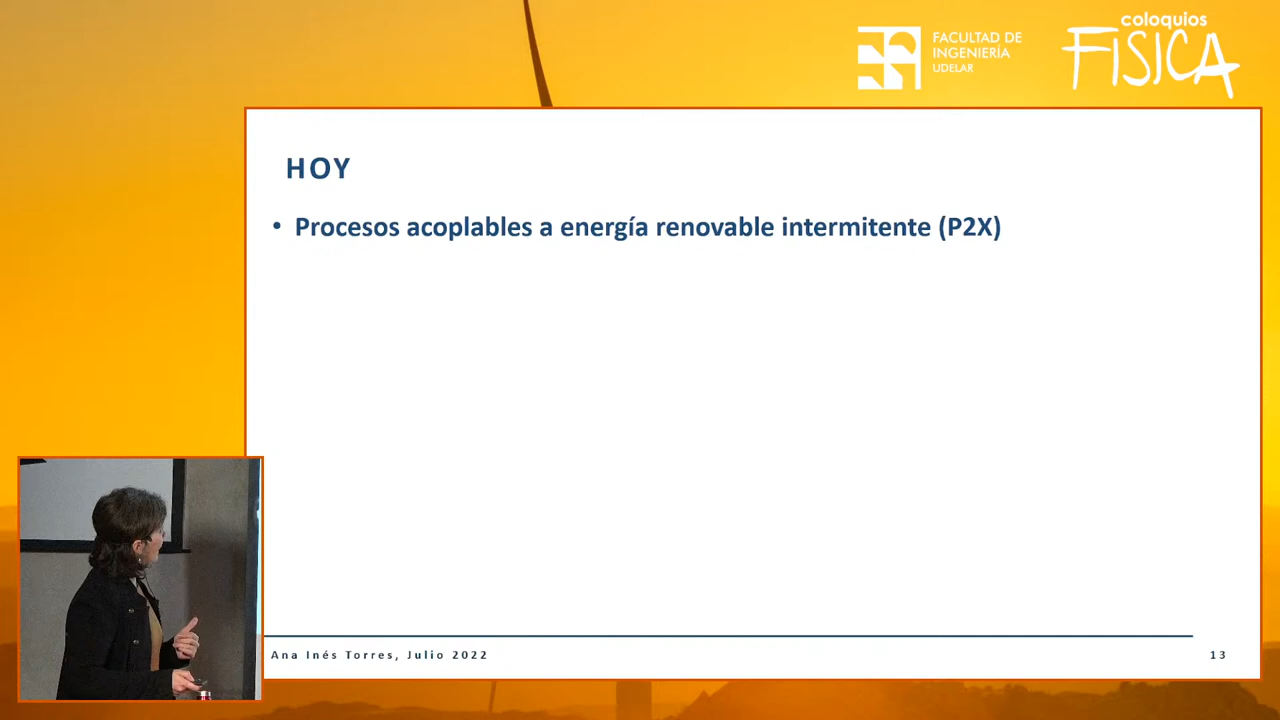 coloquios
FISICA
FACULTAD DE
INGENIERÍA
UDELAR
HOY
• Procesos acoplables a energía renovable intermitente (P2X)
Ana Inés Torres, Julio 2022
13